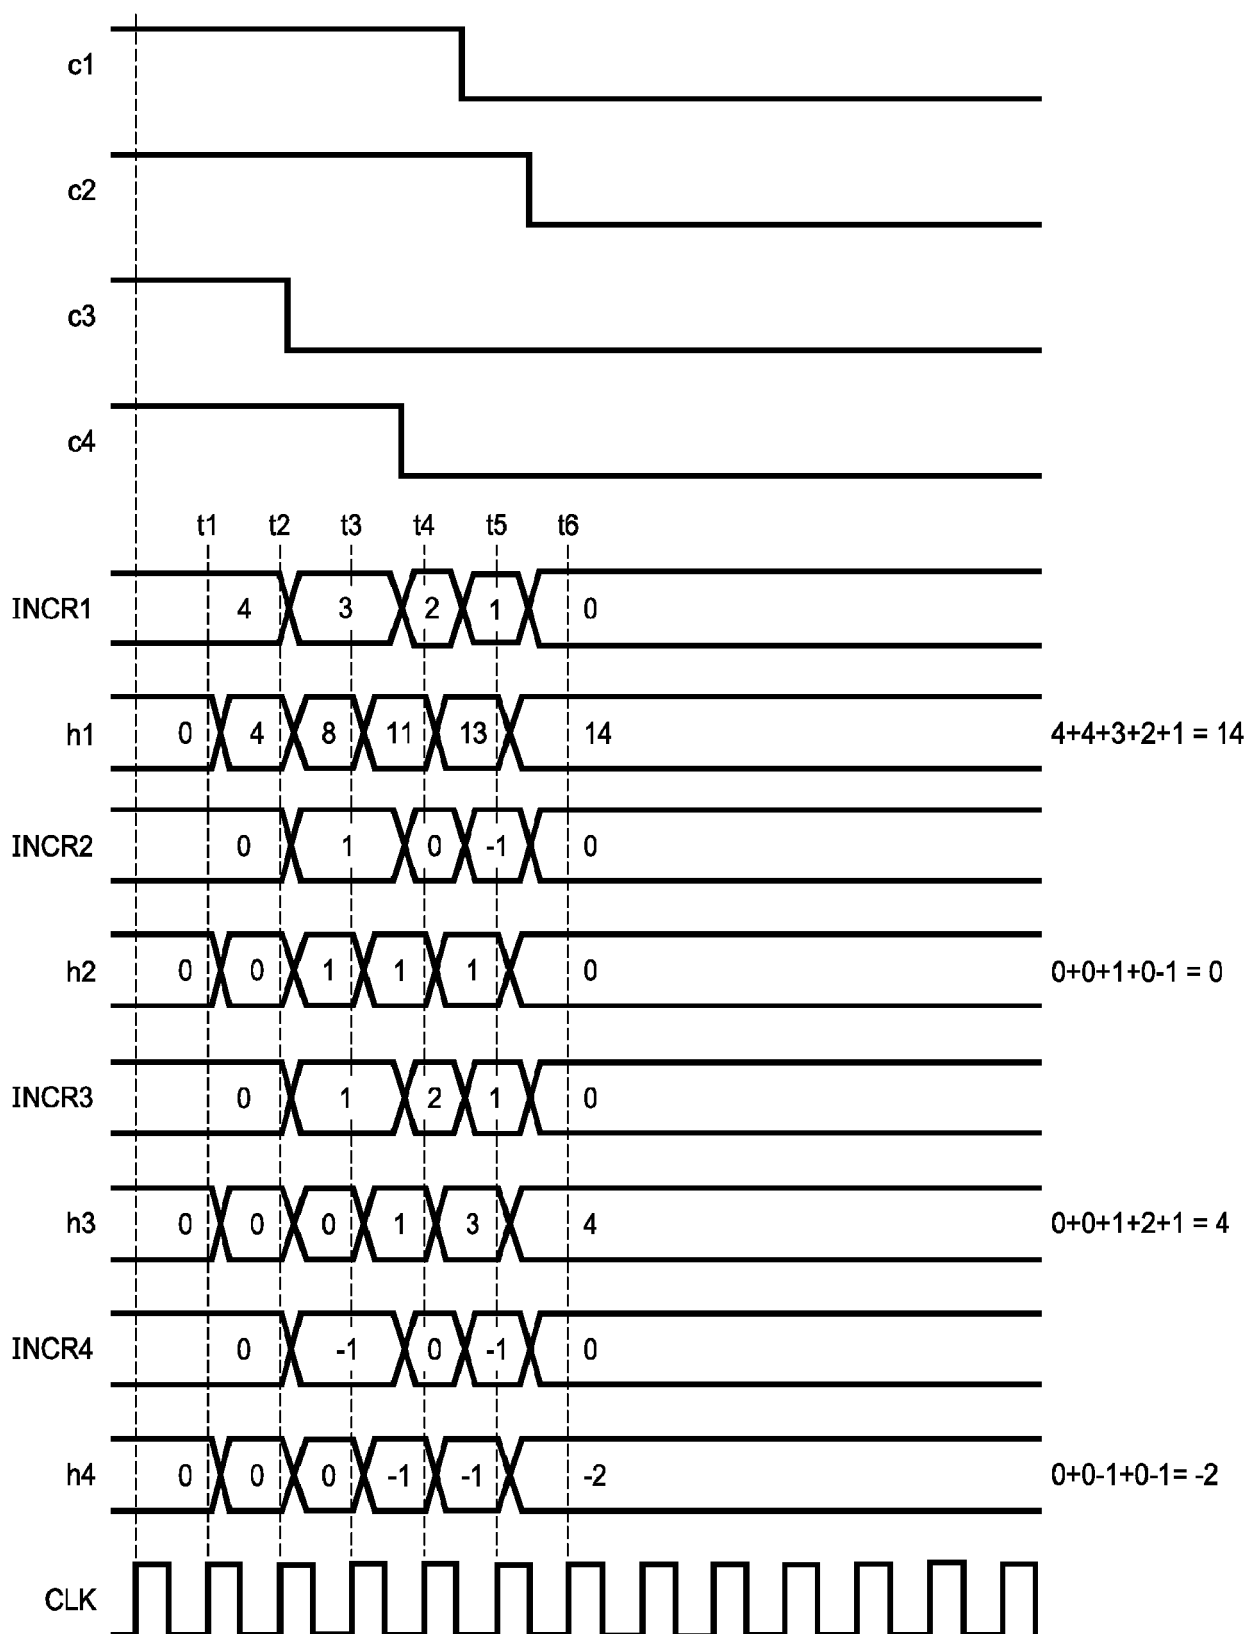 c1
c2
c3
c4
t1 t2 t3 t4 t5 t6
INCR1 4 3 2 1 0
h1 0 4 8 11 13 14 4+4+3+2+1 = 14
INCR2 0 1 0 -1 0
h2 0 0 1 1 1 0 0+0+1+0-1 = 0
INCR3 0 1 2 1 0
h3 0 0 0 1 3 4 0+0+1+2+1 = 4
INCR4 0 -1 0 -1 0
h4 0 0 0 -1 -1 -2 0+0-1+0-1= -2
CLK